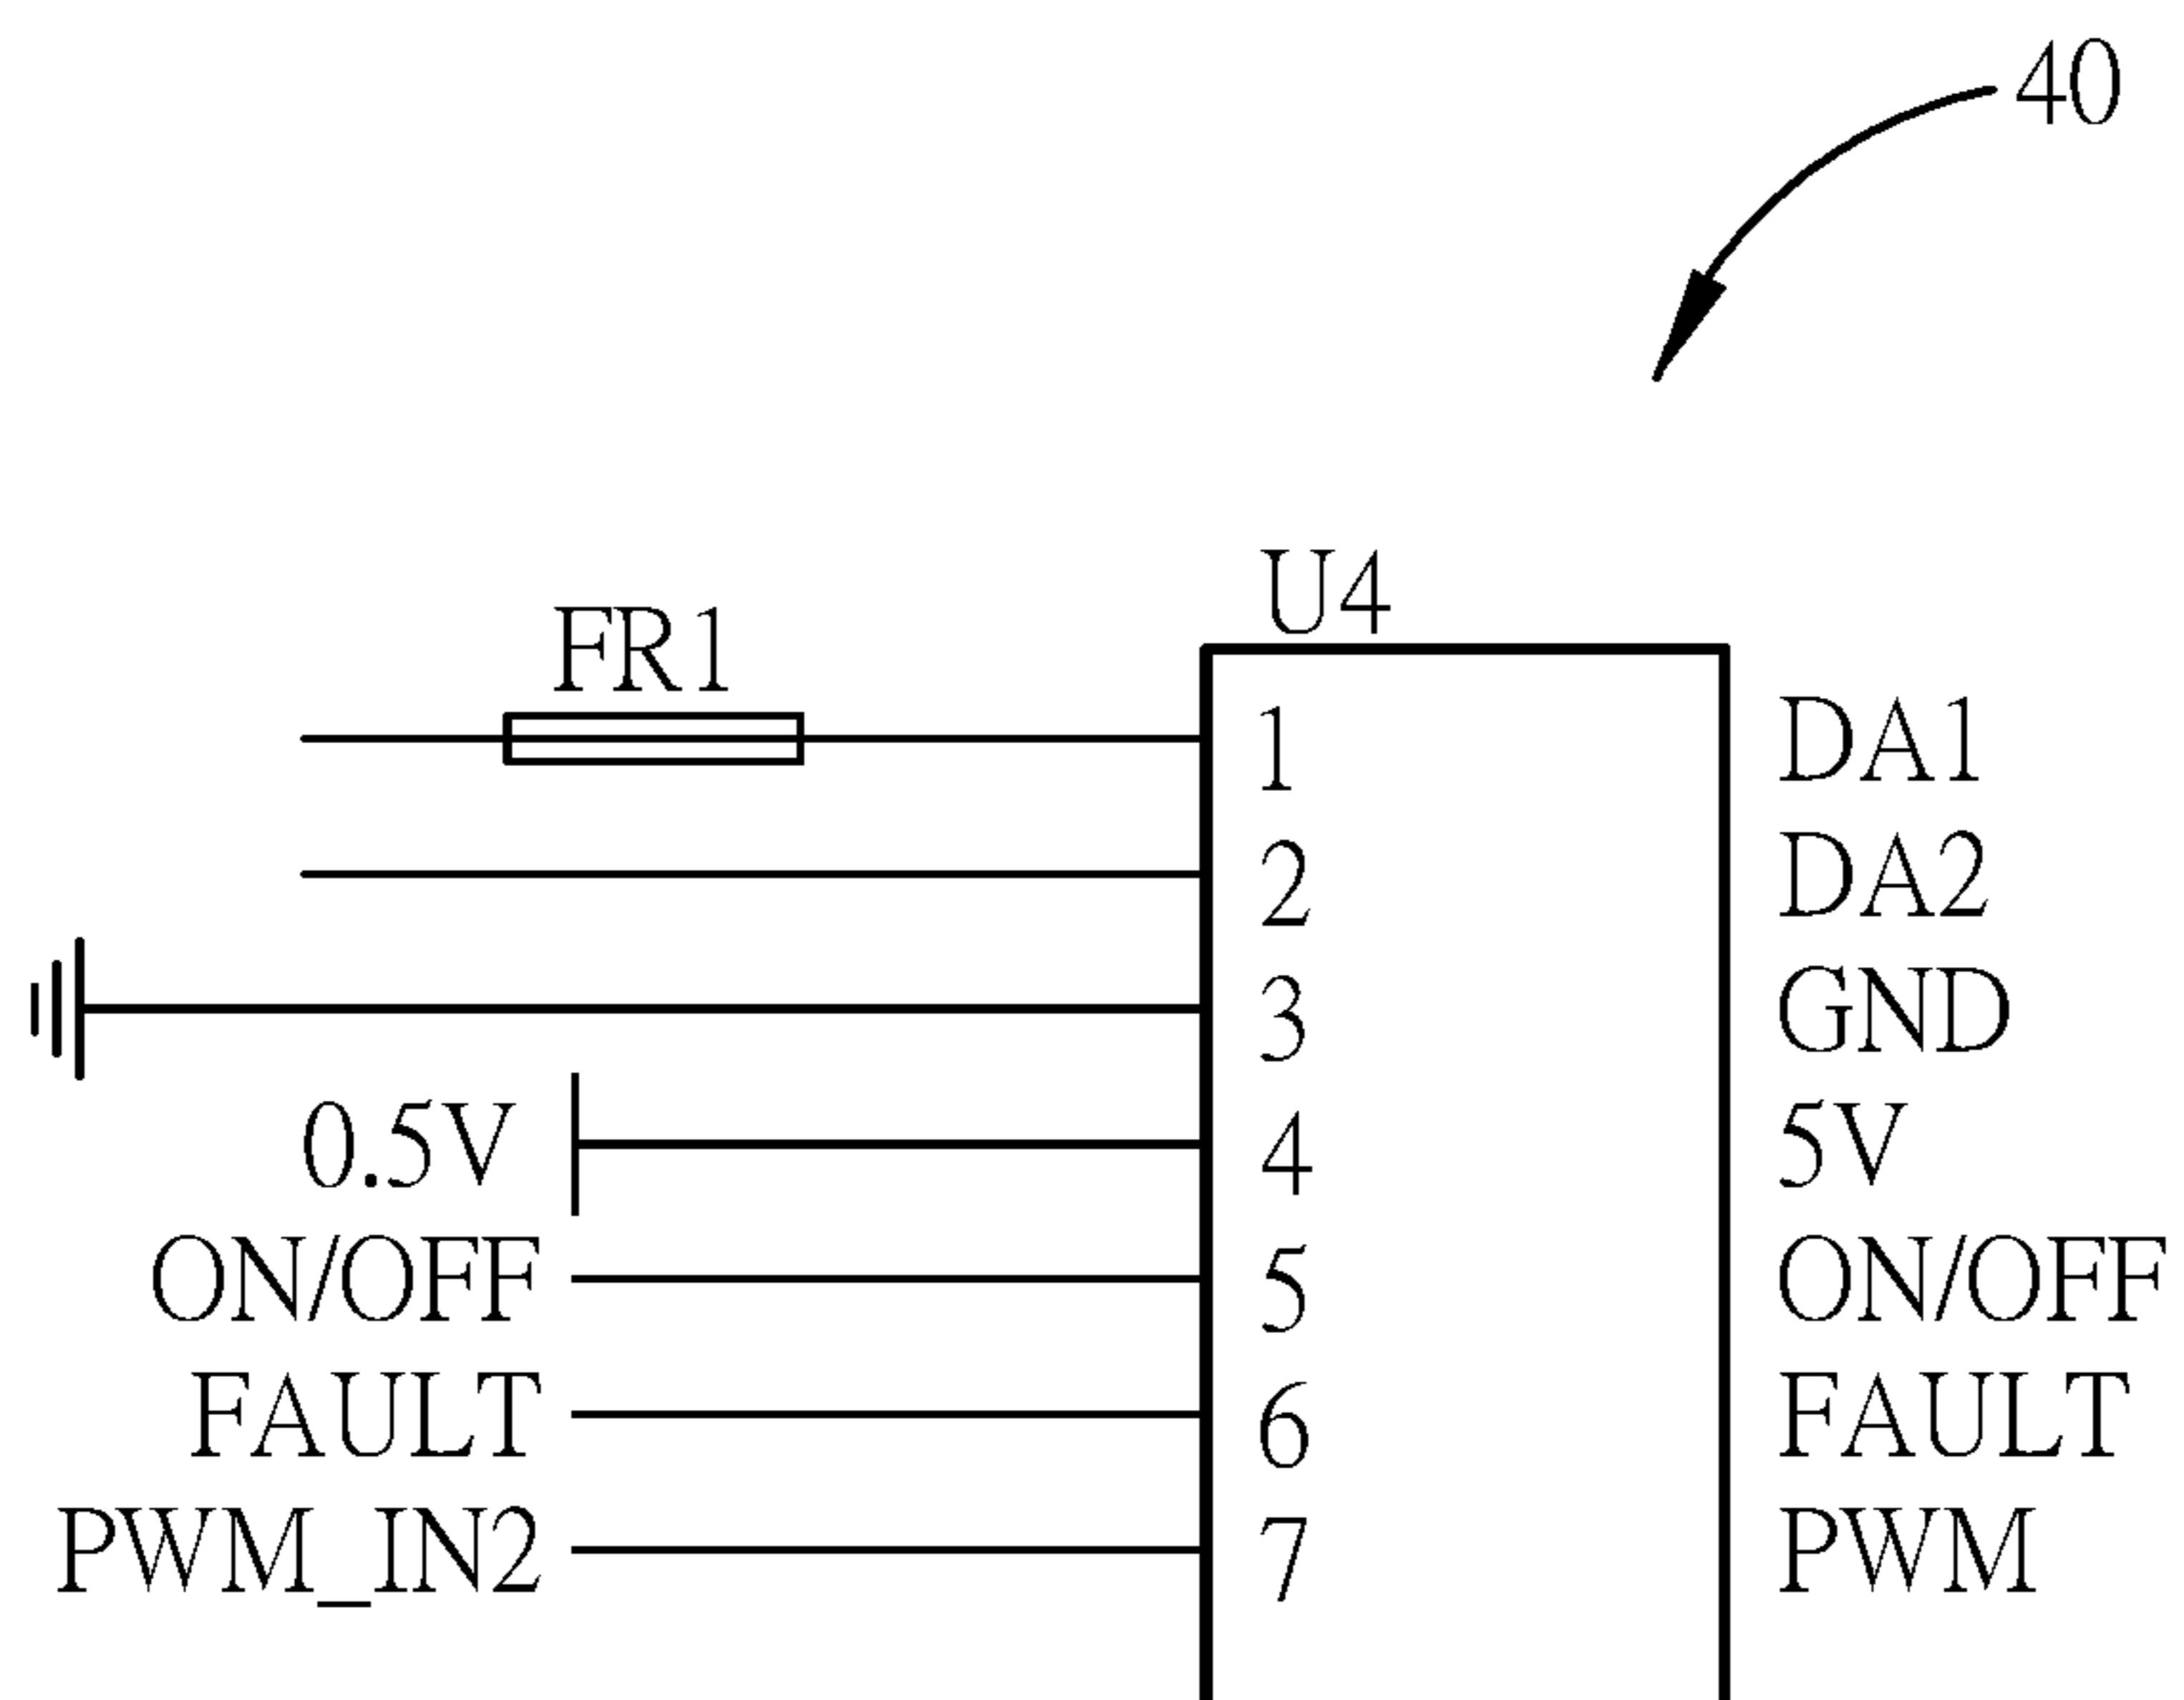 40
U4
FR1
1 DA1
2 DA2
3 GND
0.5V 4 5V
ON/OFF 5 ON/OFF
FAULT 6 FAULT
PWM_IN2 7 PWM